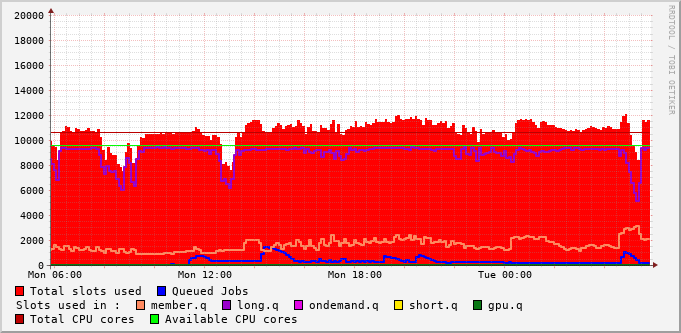 20000
18000
16000
14000
12000
10000
8000
6000
4000
2000
0
Mon 06:00 Mon 12:00 Mon 18:00 Tue 00:00
Total slots used Queued Jobs
Slots used in : member.q long.q ondemand.q short.q gpu.q
Total CPU cores Available CPU cores
RRDTOOL / TOBI OETIKER